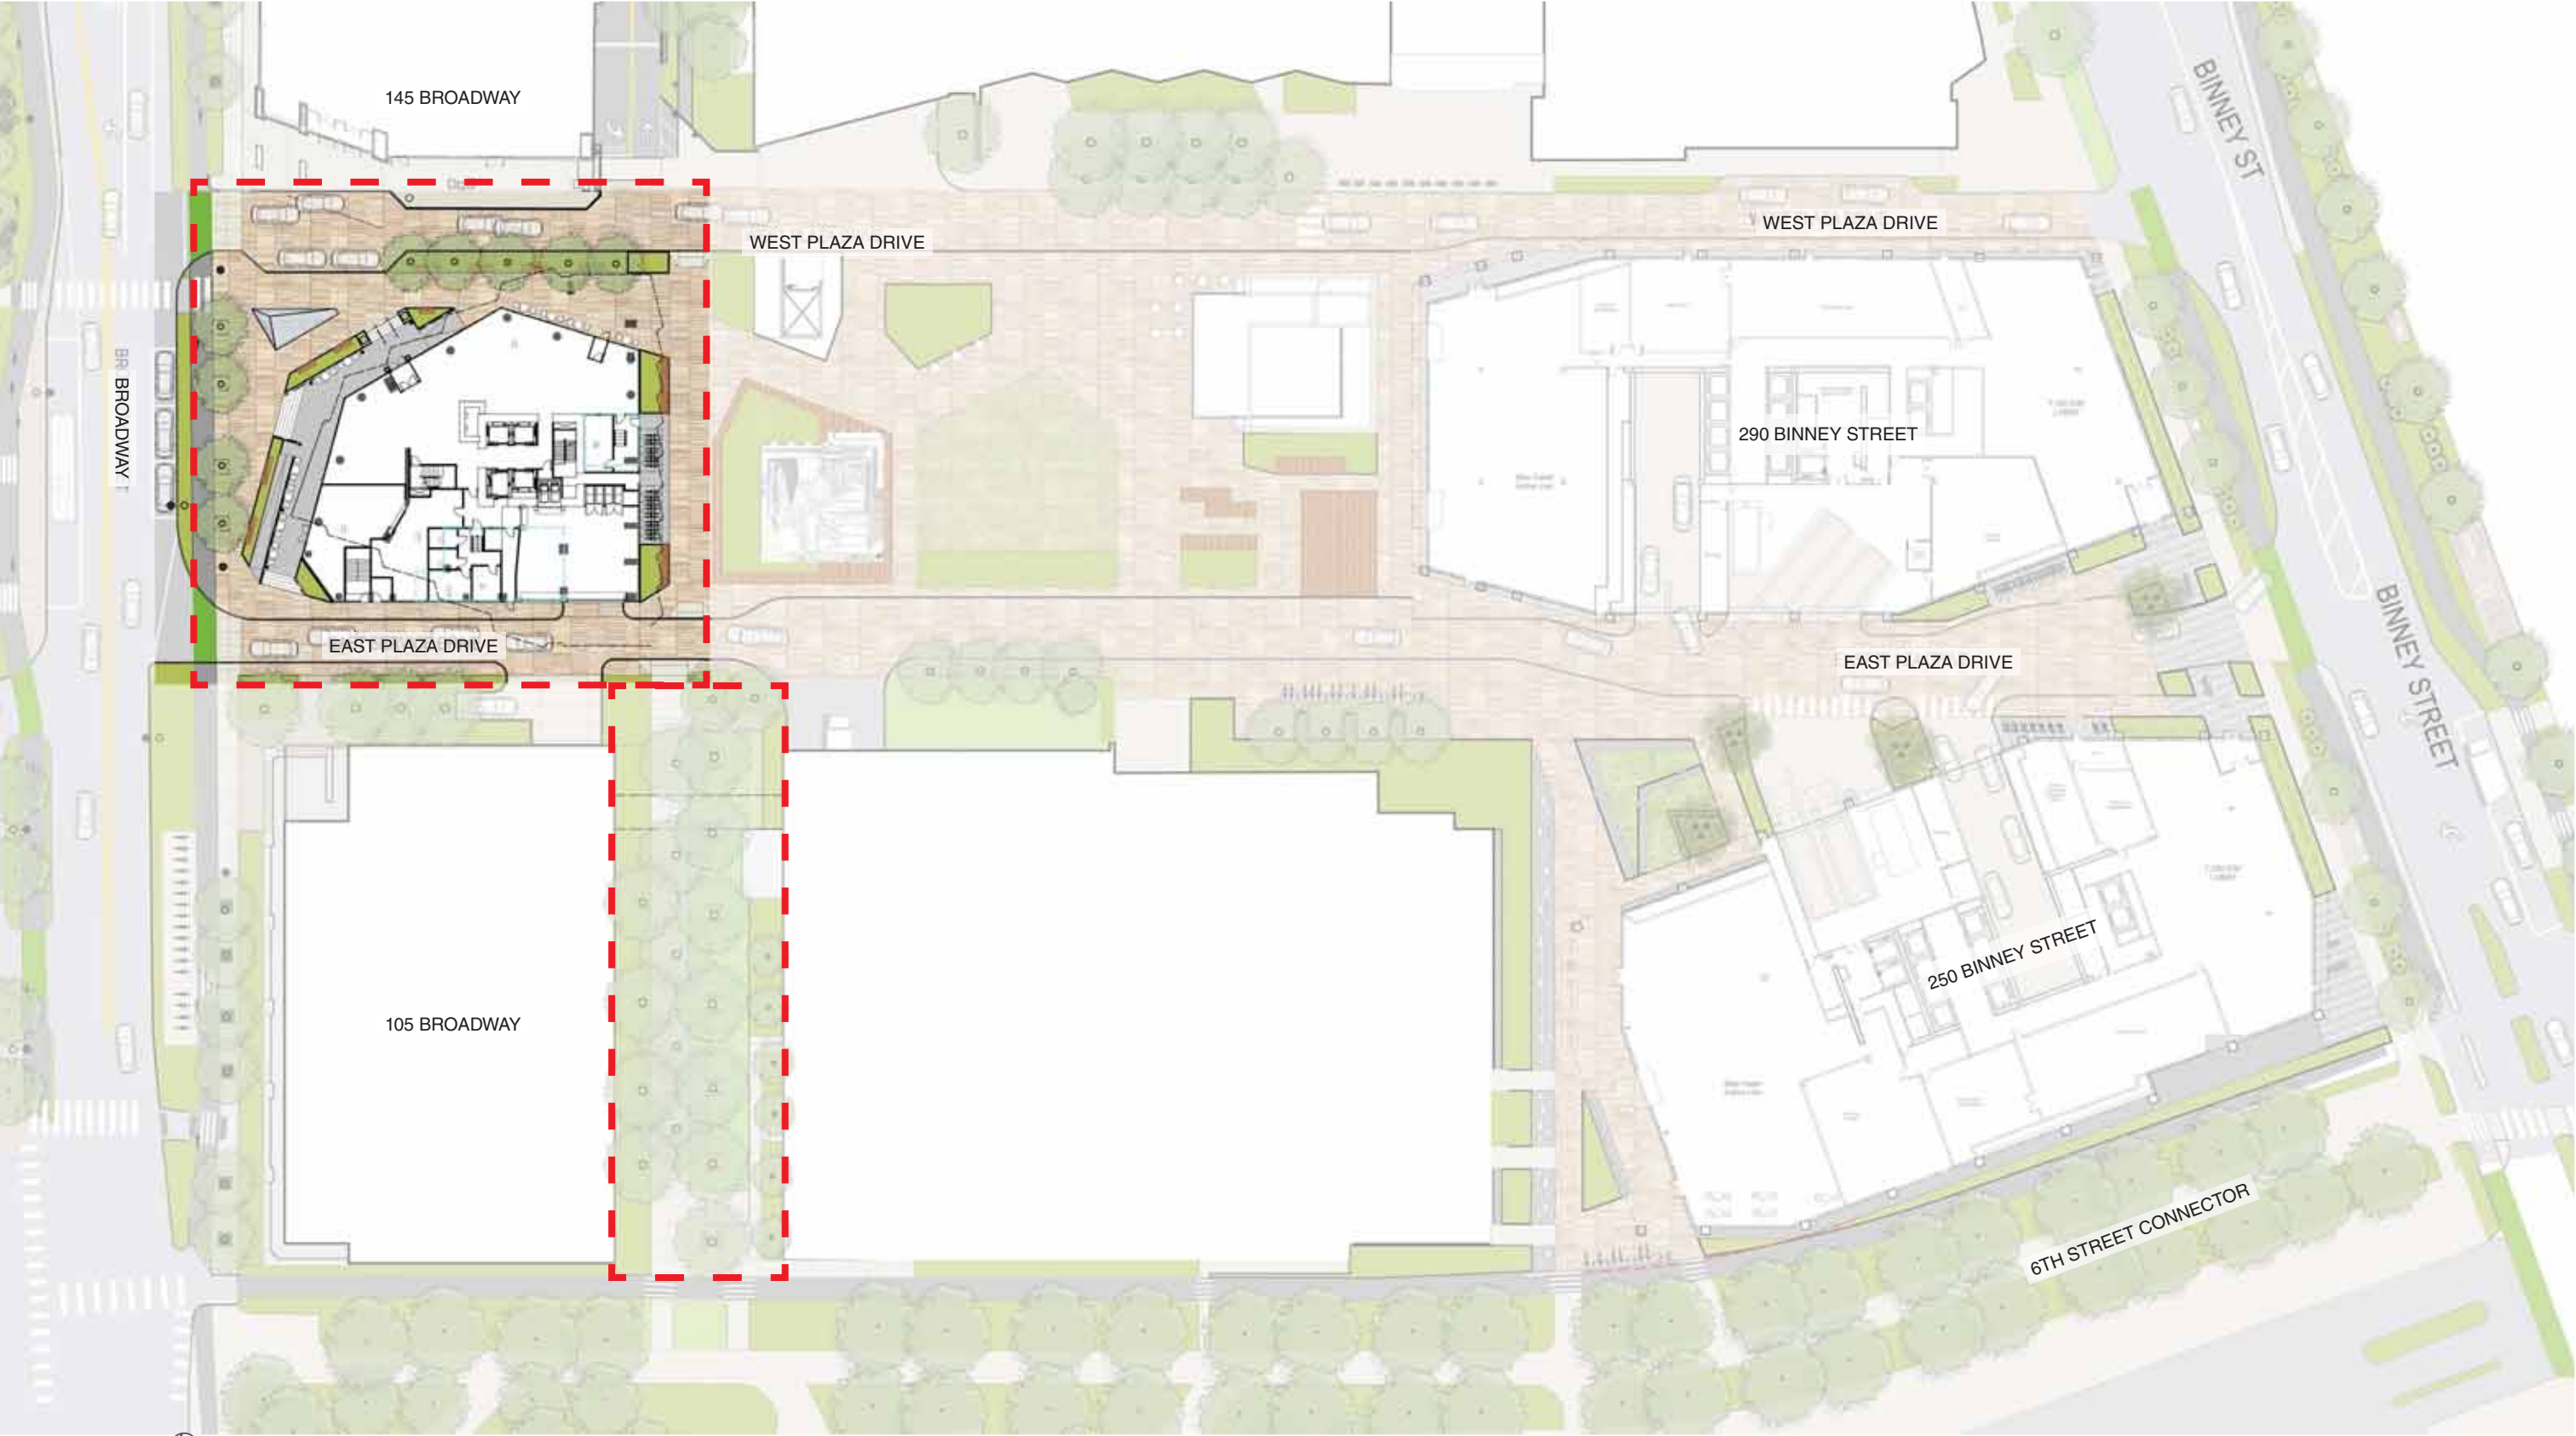 145 BROADWAY
BINNEY ST
WEST PLAZA DRIVE
WEST PLAZA DRIVE
BROADWAY
290 BINNEY STREET
EAST PLAZA DRIVE
EAST PLAZA DRIVE
BINNEY STREET
250 BINNEY STREET
105 BROADWAY
6TH STREET CONNECTOR